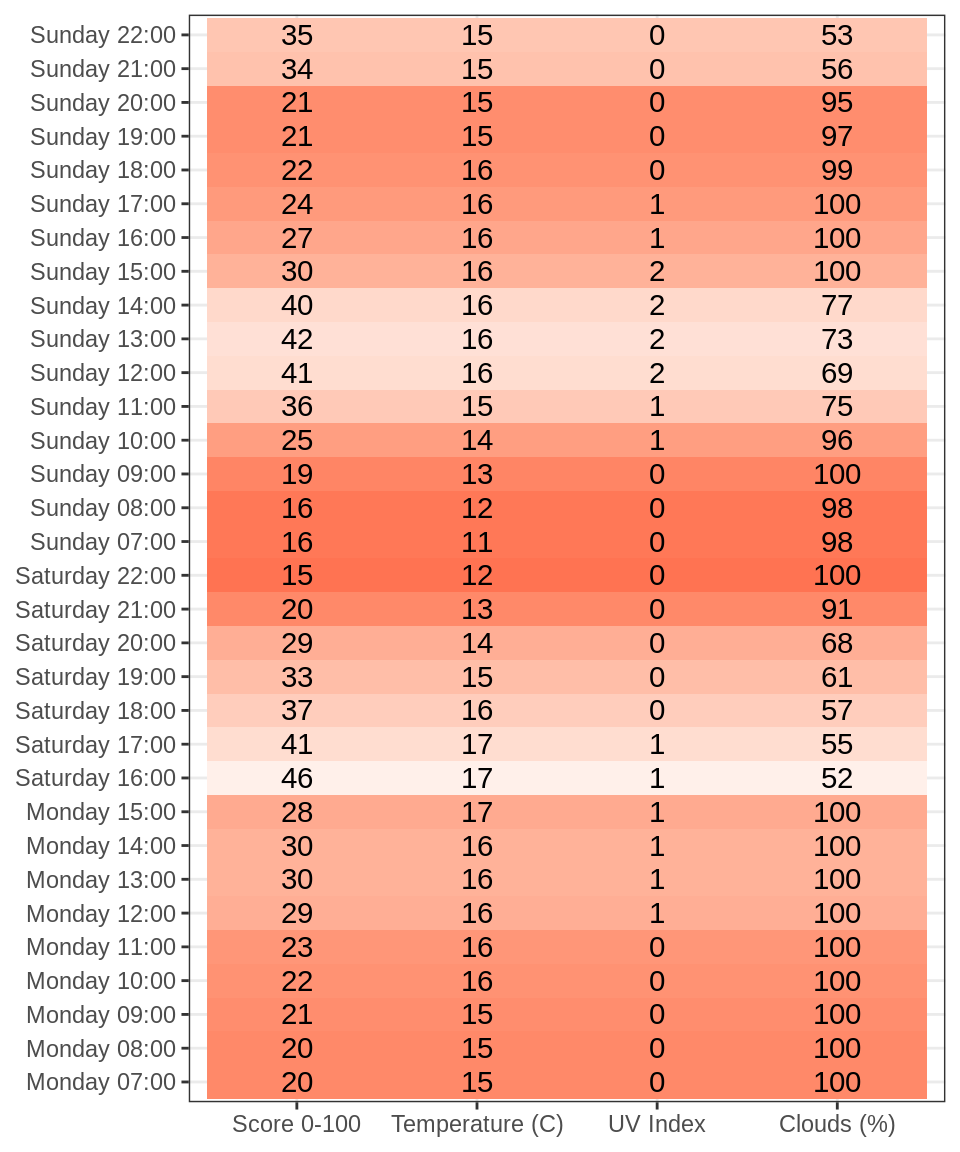 Sunday 22:00 35 15 0 53
Sunday 21:00 34 15 0 56
Sunday 20:00 21 15 0 95
Sunday 19:00 21 15 0 97
Sunday 18:00 22 16 0 99
Sunday 17:00 24 16 1 100
Sunday 16:00 27 16 1 100
Sunday 15:00 30 16 2 100
Sunday 14:00 40 16 2 77
Sunday 13:00 42 16 2 73
Sunday 12:00 41 16 2 69
Sunday 11:00 36 15 1 75
Sunday 10:00 25 14 1 96
Sunday 09:00 19 13 0 100
Sunday 08:00 16 12 0 98
Sunday 07:00 16 11 0 98
Saturday 22:00 15 12 0 100
Saturday 21:00 20 13 0 91
Saturday 20:00 29 14 0 68
Saturday 19:00 33 15 0 61
Saturday 18:00 37 16 0 57
Saturday 17:00 41 17 1 55
Saturday 16:00 46 17 1 52
Monday 15:00 28 17 1 100
Monday 14:00 30 16 1 100
Monday 13:00 30 16 1 100
Monday 12:00 29 16 1 100
Monday 11:00 23 16 0 100
Monday 10:00 22 16 0 100
Monday 09:00 21 15 0 100
Monday 08:00 20 15 0 100
Monday 07:00 20 15 0 100
Score 0-100 Temperature (C) UV Index Clouds (%)